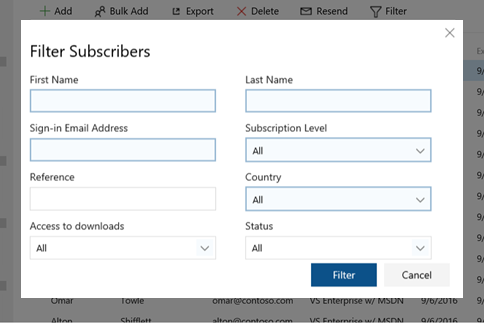 Add Bulk Add Export Delete Resend Filter
Filter Subscribers
First Name Last Name
Sign-in Email Address Subscription Level
All
Reference Country
All
Access to downloads Status
All All
Filter Cancel
Omar Towle omar@contoso.com VS Enterprise w/ MSDN 9/6/2016
Alton Shifflett alton@contoso.com VS Enterprise w/ MSDN 9/6/2016